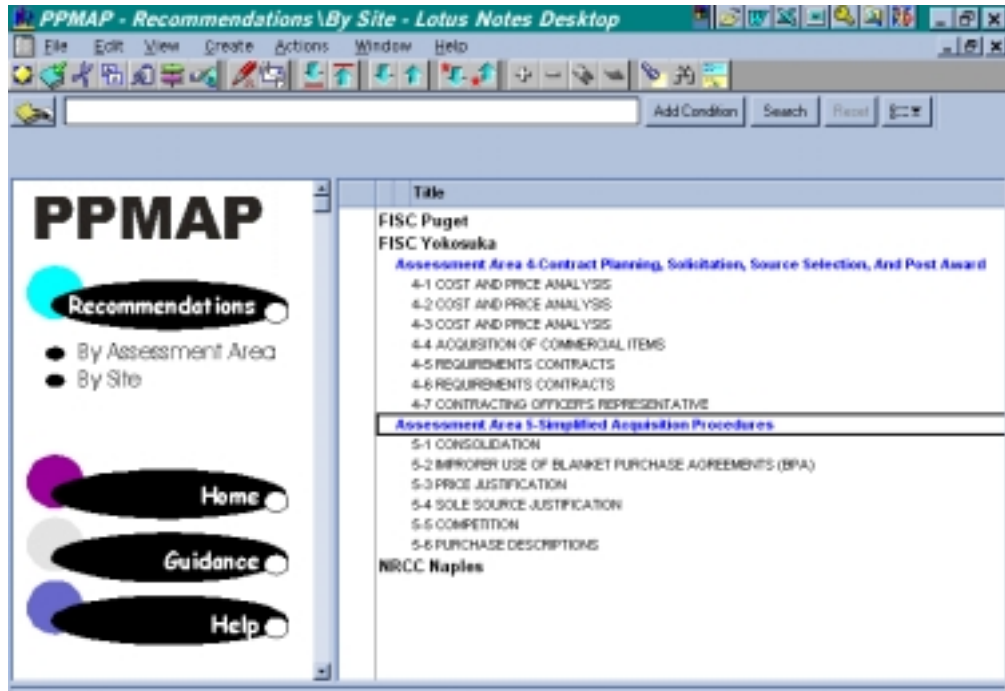 PPMAP - Recommendations\By Site - Lotus Notes Desktop
File Edit View Create Actions Window Help
Add Condition Search Reset
Title
PPMAP
Recommendations
By Assessment Area
By Site
Home
Guidance
Help
FISC Puget
FISC Yokosuka
Assessment Area 4-Contract Planning, Solicitation, Source Selection, And Post Award
4-1 COST AND PRICE ANALYSIS
4-2 COST AND PRICE ANALYSIS
4-3 COST AND PRICE ANALYSIS
4-4 ACQUISITION OF COMMERCIAL ITEMS
4-5 REQUIREMENTS CONTRACTS
4-6 REQUIREMENTS CONTRACTS
4-7 CONTRACTING OFFICER'S REPRESENTATIVE
Assessment Area 5-Simplified Acquisition Procedures
5-1 CONSOLIDATION
5-2 IMPROPER USE OF BLANKET PURCHASE AGREEMENTS (BPA)
5-3 PRICE JUSTIFICATION
5-4 SOLE SOURCE JUSTIFICATION
5-5 COMPETITION
5-6 PURCHASE DESCRIPTIONS
NRCC Naples